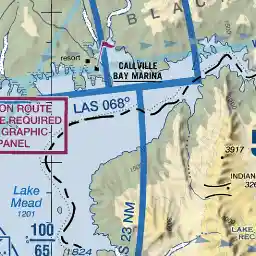 BLAC
resort
CALLVILLE
BAY MARINA
ON ROUTE
E REQUIRED
GRAPHIC
PANEL
LAS 068°
3917
INDIAN
Lake
Mead
1201
100
65
S 23 NM
1824
LAKE
REC
5